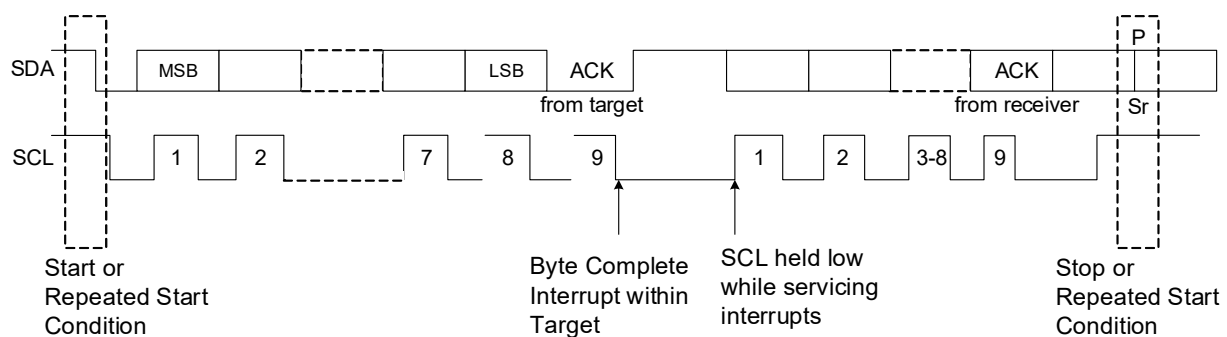 P
SDA MSB LSB ACK ACK
from target from receiver Sr
SCL 1 2 7 8 9 1 2 3-8 9
Start or
Repeated Start
Condition
Byte Complete
Interrupt within
Target
SCL held low
while servicing
interrupts
Stop or
Repeated Start
Condition